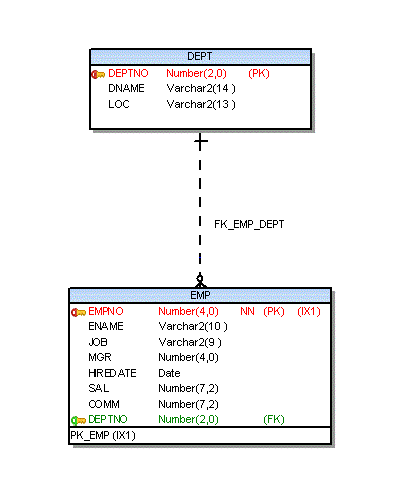 DEPT
DEPTNO Number(2,0) (PK)
DNAME Varchar2(14 )
LOC Varchar2(13 )
FK_EMP_DEPT
EMP
EMPNO Number(4,0) NN (PK) (IX1)
ENAME Varchar2(10 )
JOB Varchar2(9 )
MGR Number(4,0)
HIREDATE Date
SAL Number(7,2)
COMM Number(7,2)
DEPTNO Number(2,0) (FK)
PK_EMP (IX1)